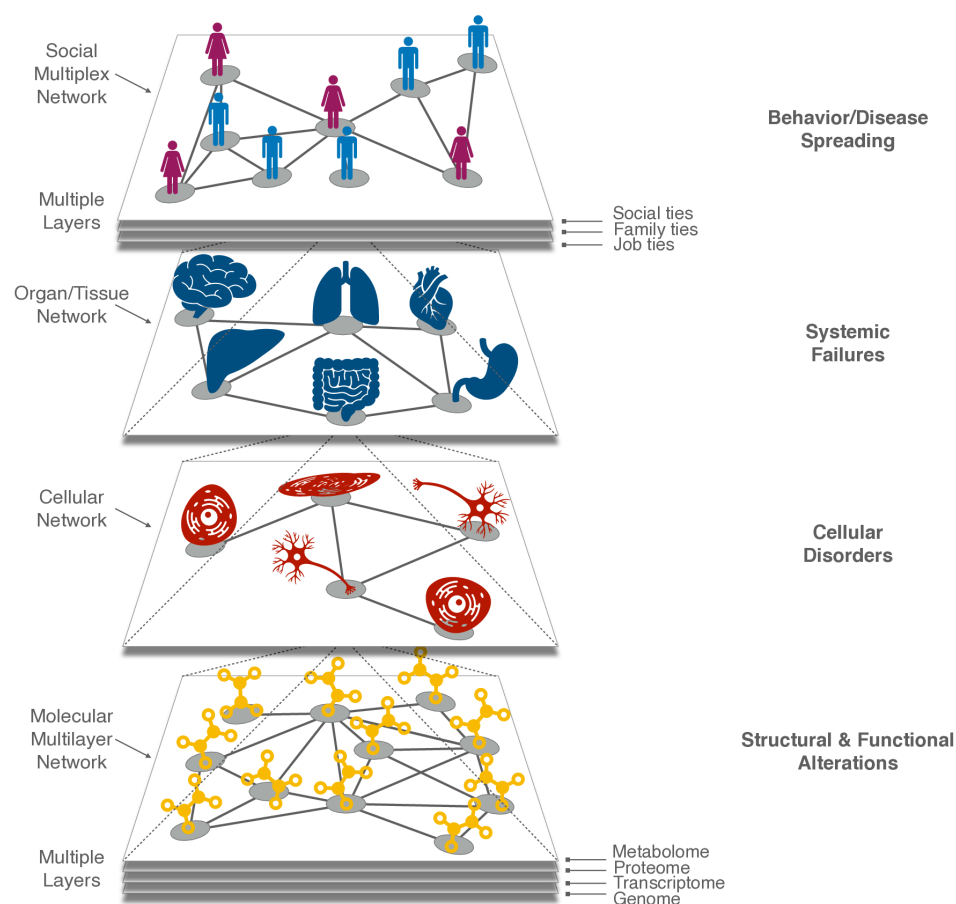 Social
Multiplex
Network
Behavior/Disease
Spreading
Multiple
Layers
Social ties
Family ties
Job ties
Organ/Tissue
Network
Systemic
Failures
Cellular
Network
Cellular
Disorders
Molecular
Multilayer
Network
Structural & Functional
Alterations
Multiple
Layers
Metabolome
Proteome
Transcriptome
Genome